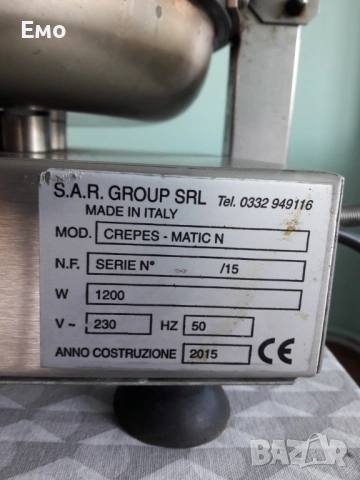 Emo
S.A.R. GROUP SRL Tel. 0332 949116
MADE IN ITALY
MOD. CREPES - MATIC N
N.F. SERIE N° /15
W 1200
V~ 230 HZ 50
ANNO COSTRUZIONE 2015 CE
BAZAR